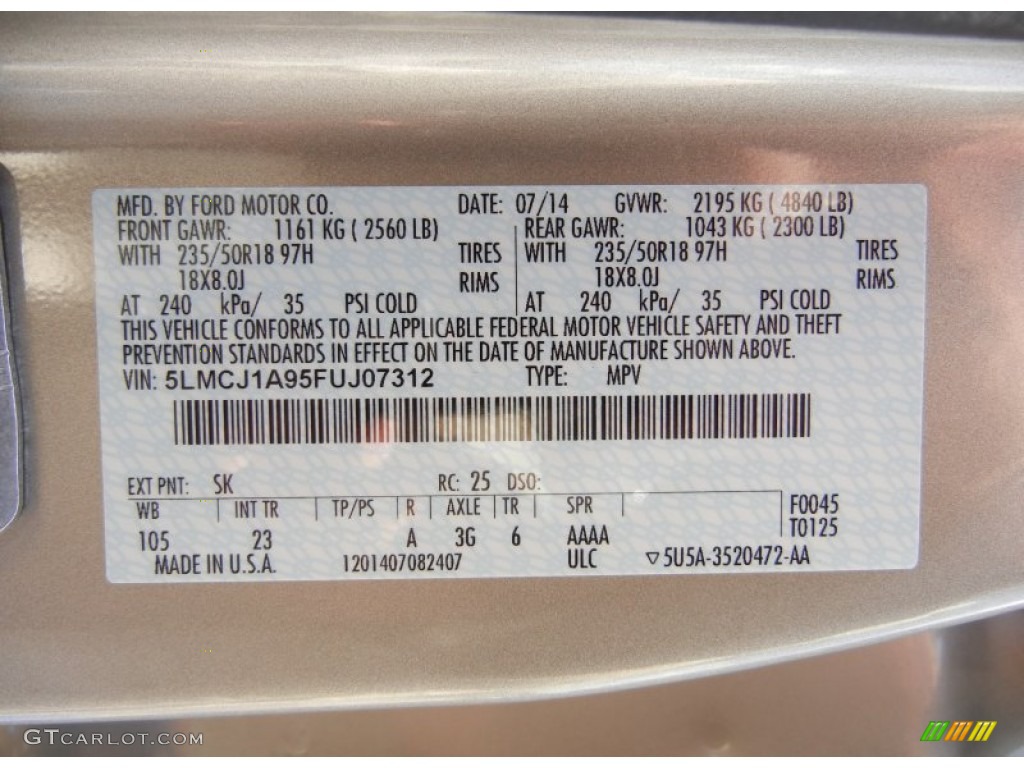 MFD. BY FORD MOTOR CO. DATE: 07/14 GVWR: 2195 KG ( 4840 LB)
FRONT GAWR: 1161 KG ( 2560 LB) REAR GAWR: 1043 KG ( 2300 LB)
WITH 235/50R18 97H TIRES WITH 235/50R18 97H TIRES
18X8.0J RIMS 18X8.0J RIMS
AT 240 kPa/ 35 PSI COLD AT 240 kPa/ 35 PSI COLD
THIS VEHICLE CONFORMS TO ALL APPLICABLE FEDERAL MOTOR VEHICLE SAFETY AND THEFT
PREVENTION STANDARDS IN EFFECT ON THE DATE OF MANUFACTURE SHOWN ABOVE.
VIN: 5LMCJ1A95FUJ07312 TYPE: MPV
EXT PNT: SK RC: 25 DSO:
WB INT TR TP/PS R AXLE TR SPR F0045
T0125
105 23 A 3G 6 AAAA
MADE IN U.S.A. 1201407082407 ULC ▽5U5A-3520472-AA
GTCARLOT.COM